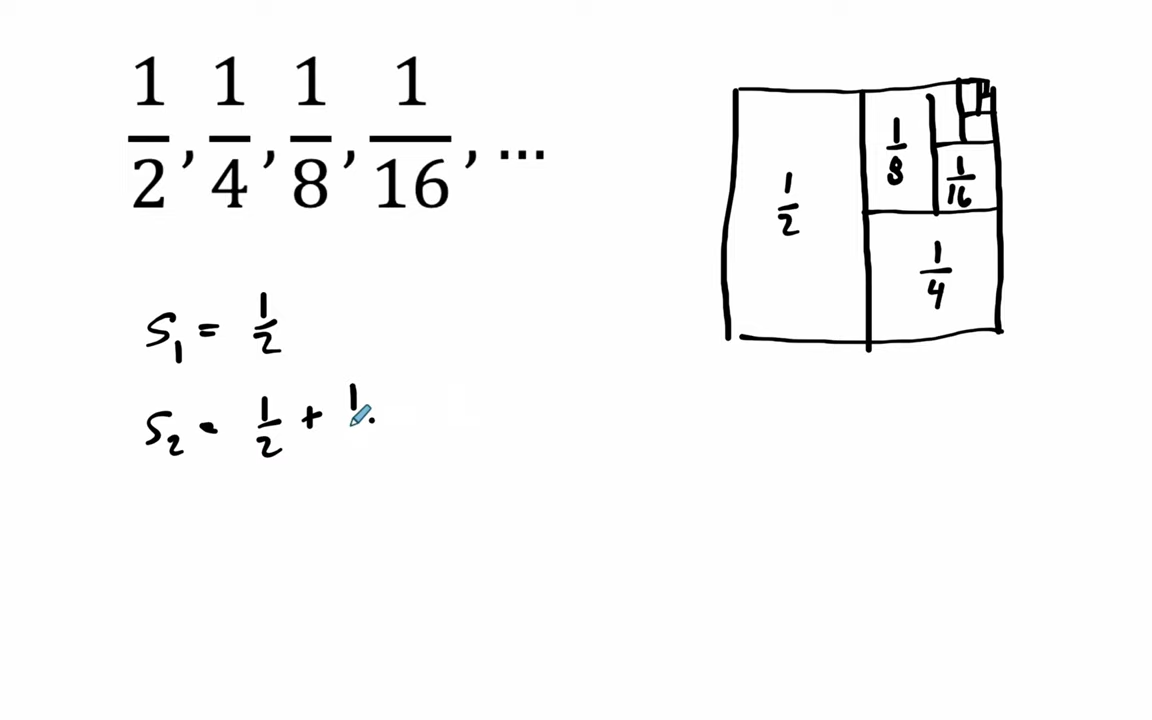 1/2, 1/4, 1/8, 1/16, ...
1/8
1/2
1/16
1/4
S₁ = 1/2
S₂ = 1/2 + 1